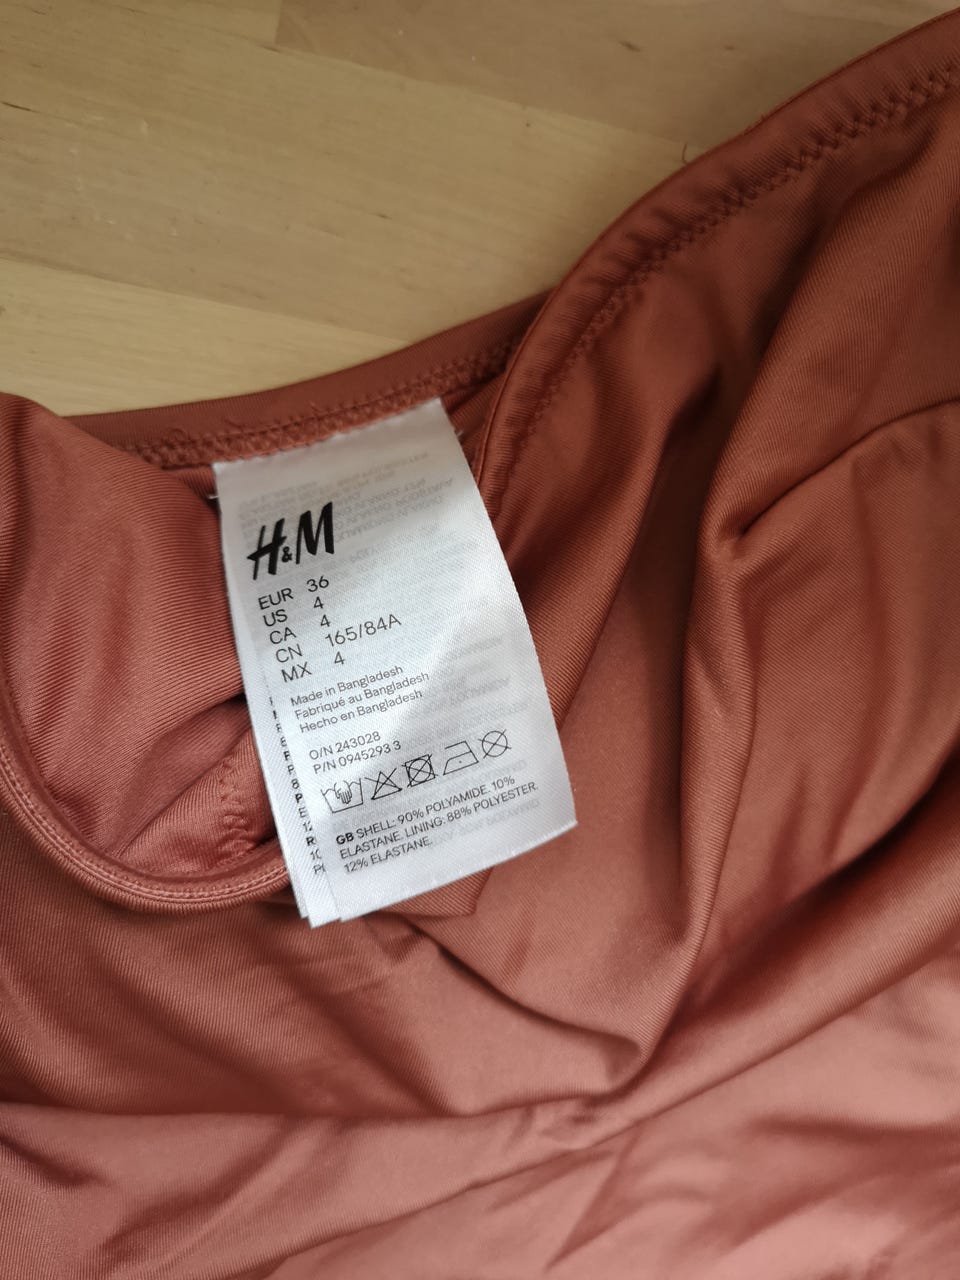 H&M
EUR 36
US 4
CA 4
CN 165/84A
MX 4
Made in Bangladesh
Fabriqué au Bangladesh
Hecho en Bangladesh
O/N 243028
P/N 0945293 3
GB SHELL: 90% POLYAMIDE. 10%
ELASTANE. LINING: 88% POLYESTER.
12% ELASTANE.